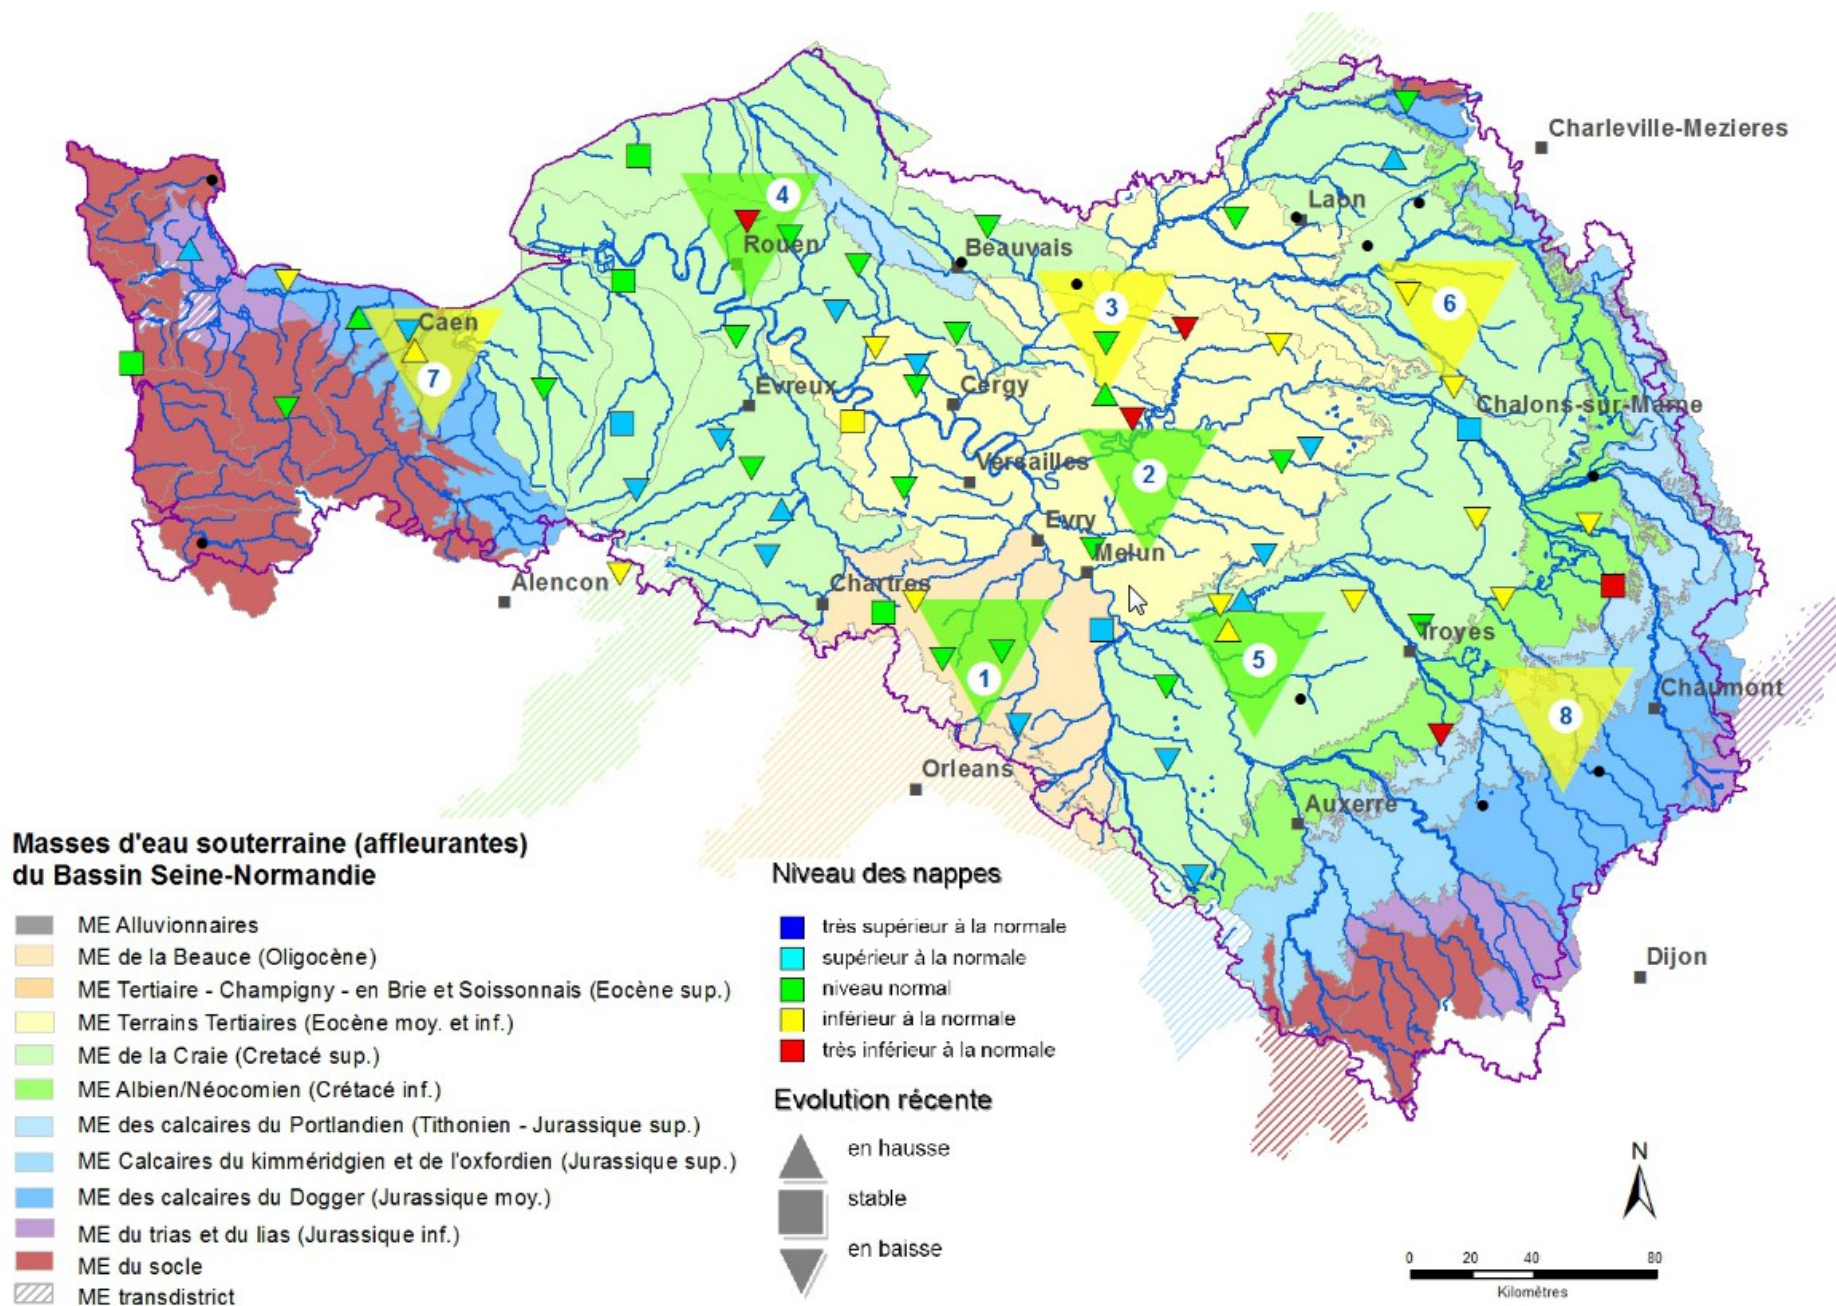 Charleville-Mezieres
Laon
4
Rouen
Beauvais
3
6
Caen
7
Evreux
Cergy
Chalons-sur-Marne
Versailles
2
Evry
Melun
Alencon
Chartres
Troyes
1
5
Chaumont
8
Orleans
Auxerre
Dijon
Masses d'eau souterraine (affleurantes)
du Bassin Seine-Normandie
ME Alluvionnaires
ME de la Beauce (Oligocène)
ME Tertiaire - Champigny - en Brie et Soissonnais (Eocène sup.)
ME Terrains Tertiaires (Eocène moy. et inf.)
ME de la Craie (Cretacé sup.)
ME Albien/Néocomien (Crétacé inf.)
ME des calcaires du Portlandien (Tithonien - Jurassique sup.)
ME Calcaires du kimméridgien et de l'oxfordien (Jurassique sup.)
ME des calcaires du Dogger (Jurassique moy.)
ME du trias et du lias (Jurassique inf.)
ME du socle
ME transdistrict
Niveau des nappes
très supérieur à la normale
supérieur à la normale
niveau normal
inférieur à la normale
très inférieur à la normale
Evolution récente
en hausse
stable
en baisse
N
0 20 40 80
Kilomètres